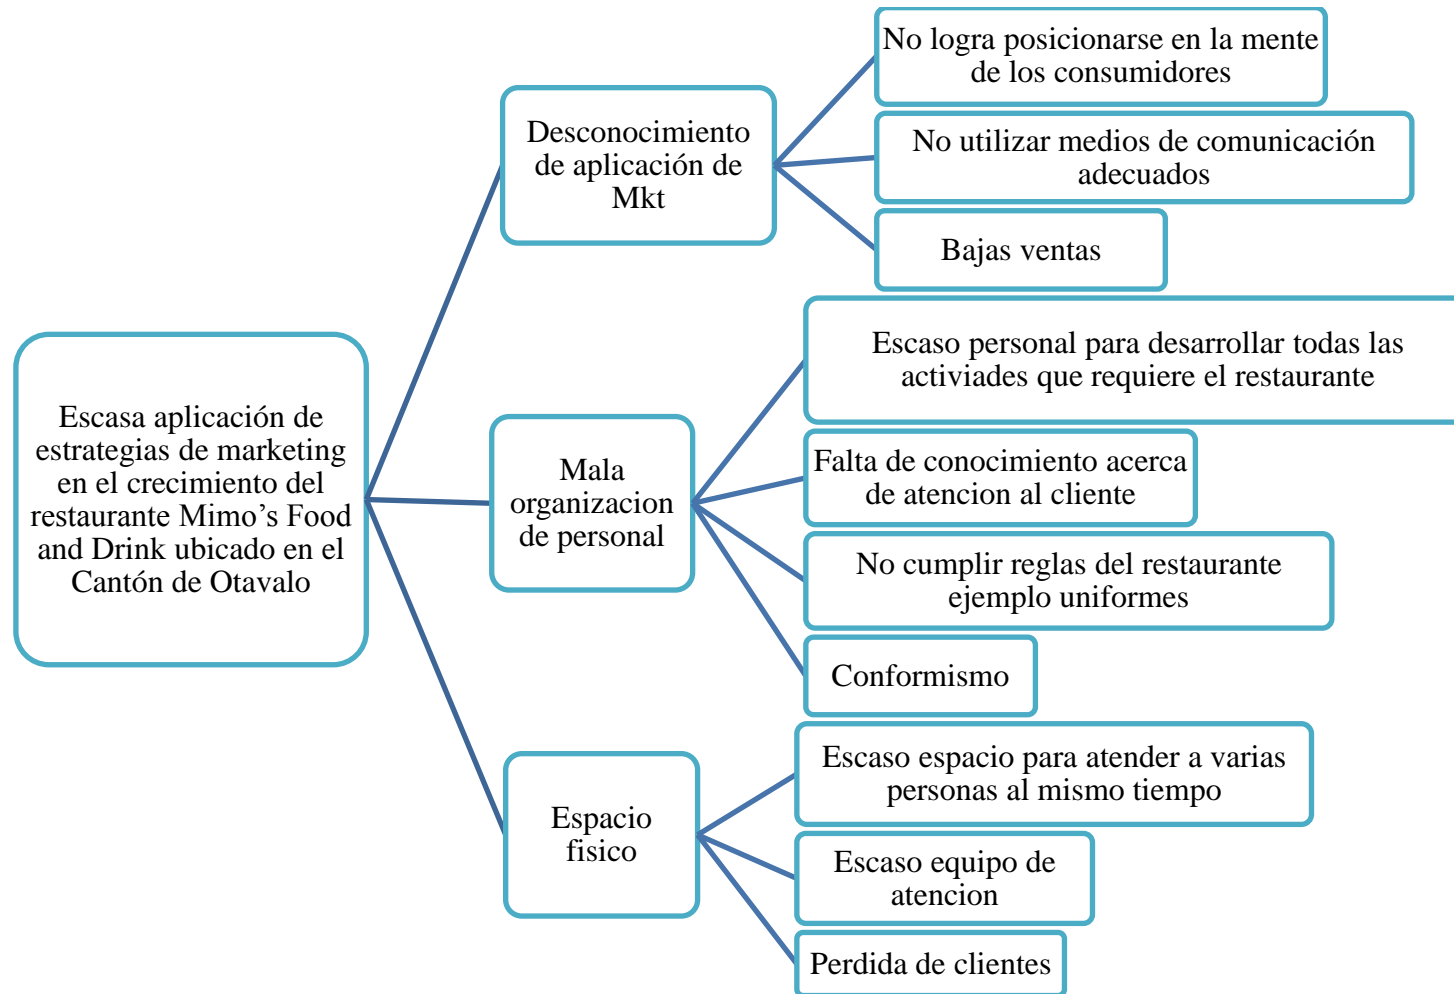 No logra posicionarse en la mente
de los consumidores
Desconocimiento
de aplicación de
Mkt
No utilizar medios de comunicación
adecuados
Bajas ventas
Escasa aplicación de
estrategias de marketing
en el crecimiento del
restaurante Mimo’s Food
and Drink ubicado en el
Cantón de Otavalo
Mala
organizacion
de personal
Escaso personal para desarrollar todas las
activiades que requiere el restaurante
Falta de conocimiento acerca
de atencion al cliente
No cumplir reglas del restaurante
ejemplo uniformes
Conformismo
Espacio
fisico
Escaso espacio para atender a varias
personas al mismo tiempo
Escaso equipo de
atencion
Perdida de clientes